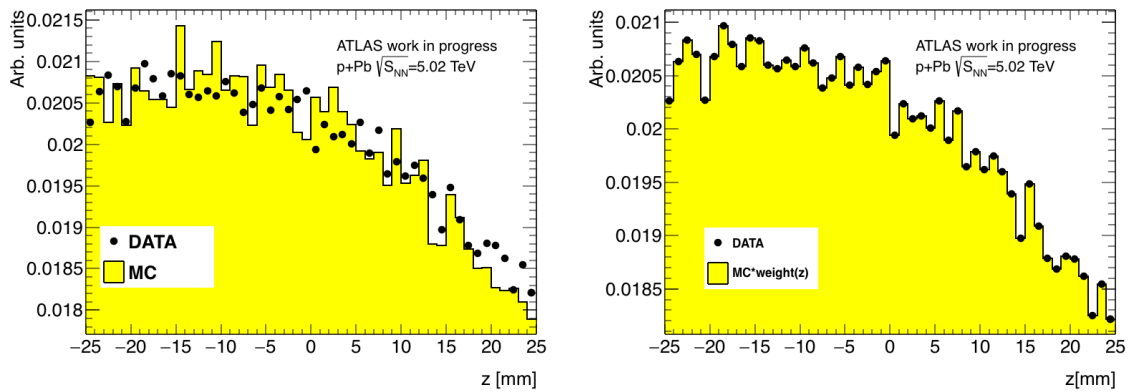 Arb. units
0.0215
0.021
0.0205
0.02
0.0195
0.019
0.0185
0.018
ATLAS work in progress
p+Pb √S_NN=5.02 TeV
DATA
MC
−25 −20 −15 −10 −5 0 5 10 15 20 25
z [mm]
Arb. units
0.021
0.0205
0.02
0.0195
0.019
0.0185
ATLAS work in progress
p+Pb √S_NN=5.02 TeV
DATA
MC*weight(z)
−25 −20 −15 −10 −5 0 5 10 15 20 25
z[mm]